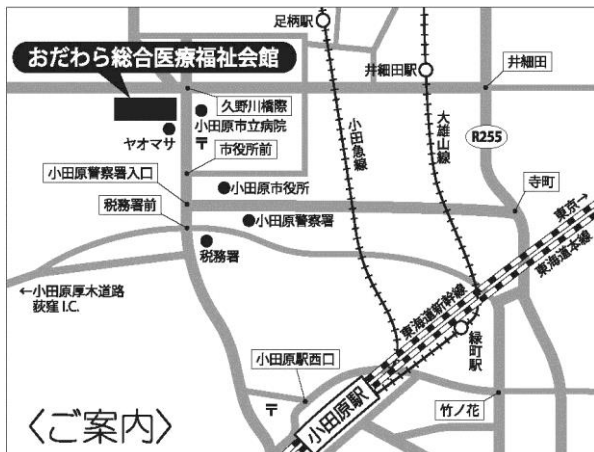 足柄駅
おだわら総合医療福祉会館
井細田駅
井細田
久野川橋際
小田原市立病院
〒
ヤオマサ
市役所前
小田急線
大雄山線
R255
小田原警察署入口
小田原市役所
寺町
税務署前
小田原警察署
東京→
税務署
東海道本線
東海道新幹線
←小田原厚木道路
荻窪 I.C.
緑町駅
小田原駅西口
小田原駅
〒
竹ノ花
〈ご案内〉